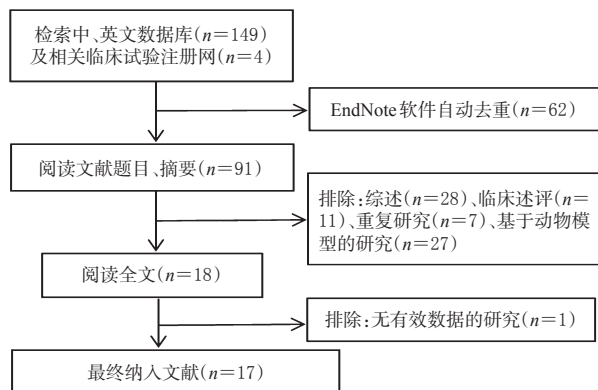 检索中、英文数据库(n=149)
及相关临床试验注册网(n=4)
EndNote软件自动去重(n=62)
阅读文献题目、摘要(n=91)
排除:综述(n=28)、临床述评(n=
11)、重复研究(n=7)、基于动物模
型的研究(n=27)
阅读全文(n=18)
排除:无有效数据的研究(n=1)
最终纳入文献(n=17)